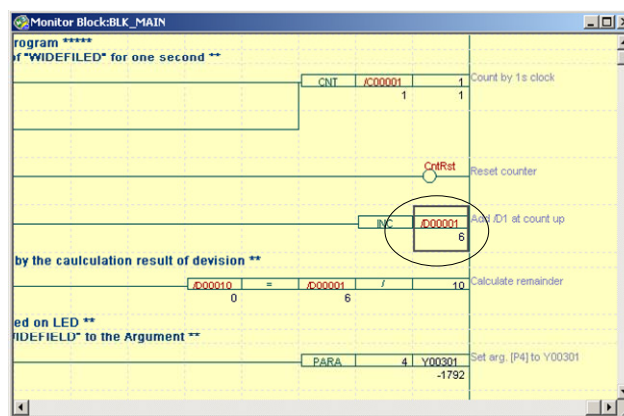 Monitor Block:BLK_MAIN
rogram *****
of "WIDEFILED" for one second **
CNT /C00001 1 Count by 1s clock
1 1
CntRst
Reset counter
INC /D00001 Add /D1 at count up
6
by the caulculation result of devision **
/D00010 = /D00001 / 10 Calculate remainder
0 6
ed on LED **
WIDEFIELD" to the Argument **
PARA 4 Y00301 Set arg. [P4] to Y00301
-1792